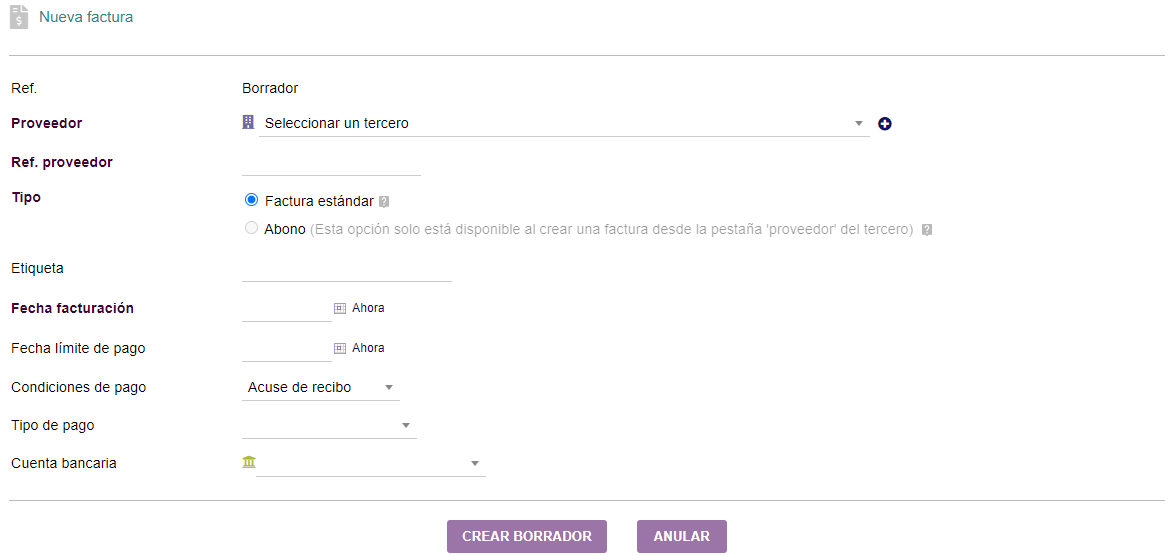 Nueva factura
Ref. Borrador
Proveedor Seleccionar un tercero
Ref. proveedor
Tipo Factura estándar ?
Abono (Esta opción solo está disponible al crear una factura desde la pestaña 'proveedor' del tercero) ?
Etiqueta
Fecha facturación Ahora
Fecha límite de pago Ahora
Condiciones de pago Acuse de recibo
Tipo de pago
Cuenta bancaria
CREAR BORRADOR ANULAR